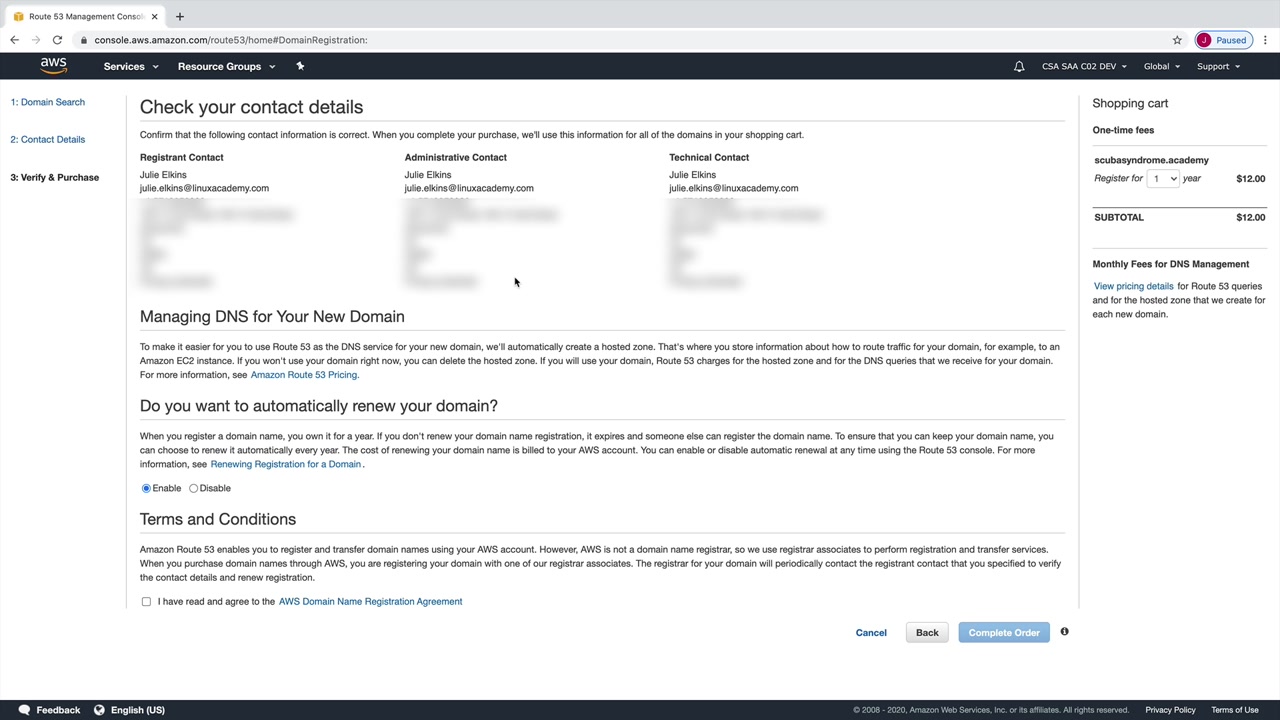 Route 53 Management Consol
console.aws.amazon.com/route53/home#DomainRegistration:
J Paused
aws
Services
Resource Groups
CSA SAA C02 DEV
Global
Support
1: Domain Search
2: Contact Details
3: Verify & Purchase
Check your contact details
Confirm that the following contact information is correct. When you complete your purchase, we'll use this information for all of the domains in your shopping cart.
Registrant Contact
Julie Elkins
julie.elkins@linuxacademy.com
Administrative Contact
Julie Elkins
julie.elkins@linuxacademy.com
Technical Contact
Julie Elkins
julie.elkins@linuxacademy.com
Managing DNS for Your New Domain
To make it easier for you to use Route 53 as the DNS service for your new domain, we'll automatically create a hosted zone. That's where you store information about how to route traffic for your domain, for example, to an
Amazon EC2 instance. If you won't use your domain right now, you can delete the hosted zone. If you will use your domain, Route 53 charges for the hosted zone and for the DNS queries that we receive for your domain.
For more information, see Amazon Route 53 Pricing.
Do you want to automatically renew your domain?
When you register a domain name, you own it for a year. If you don't renew your domain name registration, it expires and someone else can register the domain name. To ensure that you can keep your domain name, you
can choose to renew it automatically every year. The cost of renewing your domain name is billed to your AWS account. You can enable or disable automatic renewal at any time using the Route 53 console. For more
information, see Renewing Registration for a Domain.
Enable Disable
Terms and Conditions
Amazon Route 53 enables you to register and transfer domain names using your AWS account. However, AWS is not a domain name registrar, so we use registrar associates to perform registration and transfer services.
When you purchase domain names through AWS, you are registering your domain with one of our registrar associates. The registrar for your domain will periodically contact the registrant contact that you specified to verify
the contact details and renew registration.
I have read and agree to the AWS Domain Name Registration Agreement
Cancel
Back
Complete Order
Shopping cart
One-time fees
scubasyndrome.academy
Register for 1 year $12.00
SUBTOTAL $12.00
Monthly Fees for DNS Management
View pricing details for Route 53 queries
and for the hosted zone that we create for
each new domain.
Feedback
English (US)
© 2008 - 2020, Amazon Web Services, Inc. or its affiliates. All rights reserved.
Privacy Policy
Terms of Use